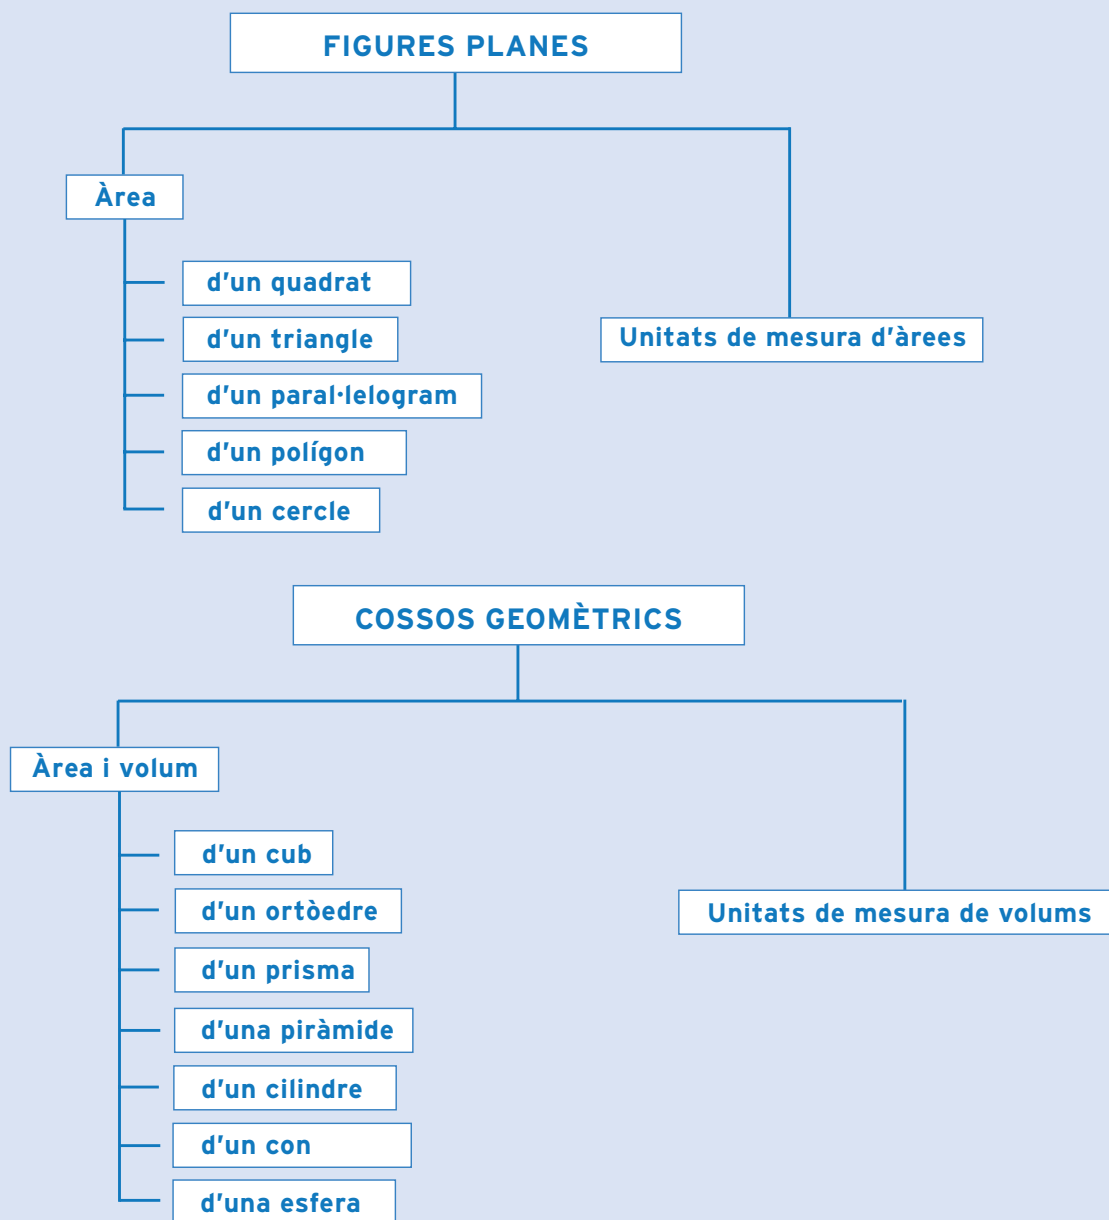 FIGURES PLANES
Àrea
d'un quadrat
d'un triangle
d'un paral·lelogram
d'un polígon
d'un cercle
Unitats de mesura d'àrees
COSSOS GEOMÈTRICS
Àrea i volum
d'un cub
d'un ortòedre
d'un prisma
d'una piràmide
d'un cilindre
d'un con
d'una esfera
Unitats de mesura de volums